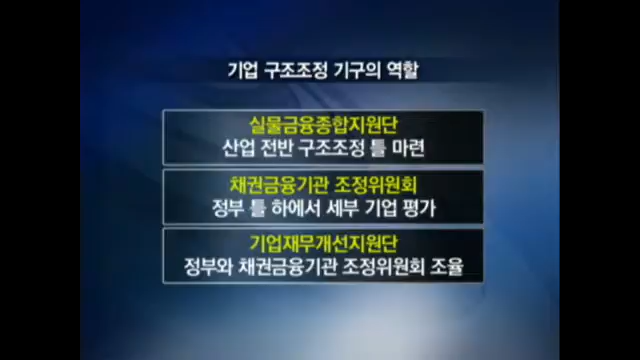 기업 구조조정 기구의 역할
실물금융종합지원단
산업 전반 구조조정 틀 마련
채권금융기관 조정위원회
정부 틀 하에서 세부 기업 평가
기업재무개선지원단
정부와 채권금융기관 조정위원회 조율